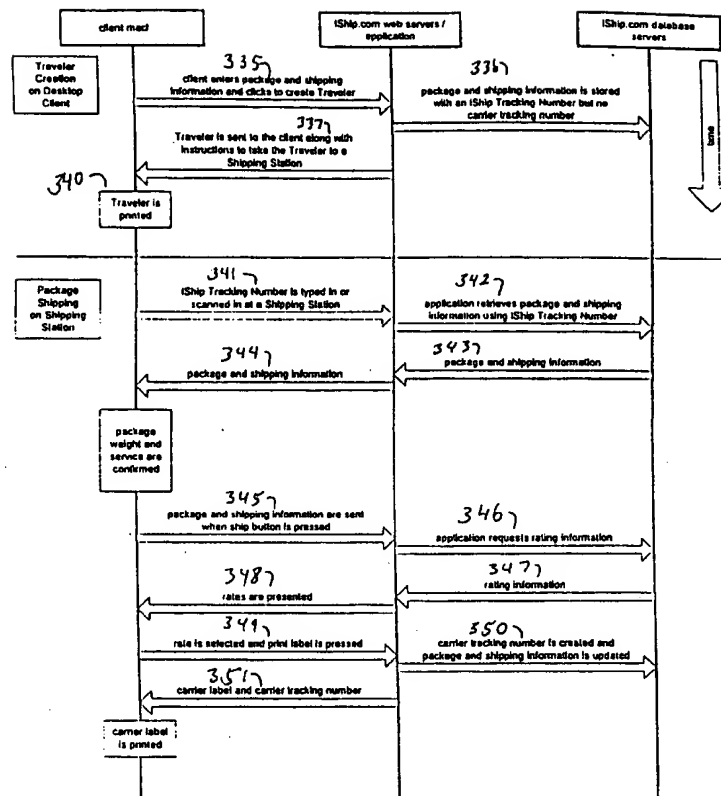 client mact
IShip.com web servers /
application
IShip.com database
servers
Traveler
Creation
on Desktop
Client
335
client enters package and shipping
information and clicks to create Traveler
336
package and shipping information is stored
with an IShip Tracking Number but no
carrier tracking number
time
337
Traveler is sent to the client along with
instructions to take the Traveler to a
Shipping Station
340
Traveler is
printed
Package
Shipping
on Shipping
Station
341
IShip Tracking Number is typed in or
scanned in at a Shipping Station
342
application retrieves package and shipping
information using IShip Tracking Number
343
package and shipping information
344
package and shipping information
package
weight and
service are
confirmed
345
package and shipping information are sent
when ship button is pressed
346
application requests rating information
347
rating information
348
rates are presented
349
rate is selected and print label is pressed
350
carrier tracking number is created and
package and shipping information is updated
351
carrier label and carrier tracking number
carrier label
is printed